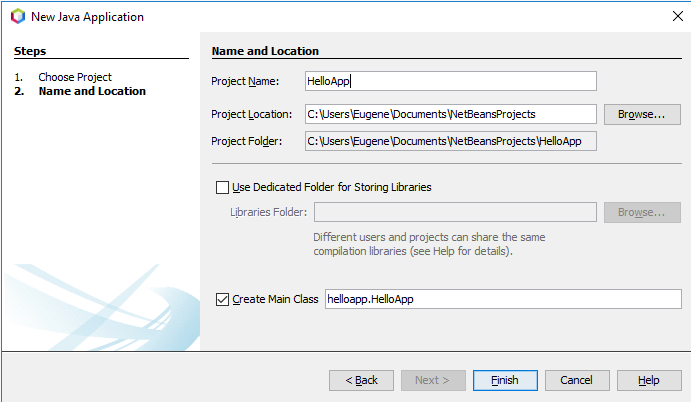 New Java Application
Steps
1. Choose Project
2. Name and Location
Name and Location
Project Name: HelloApp
Project Location: C:\Users\Eugene\Documents\NetBeansProjects Browse...
Project Folder: C:\Users\Eugene\Documents\NetBeansProjects\HelloApp
Use Dedicated Folder for Storing Libraries
Libraries Folder: Browse...
Different users and projects can share the same
compilation libraries (see Help for details).
Create Main Class helloapp.HelloApp
< Back Next > Finish Cancel Help